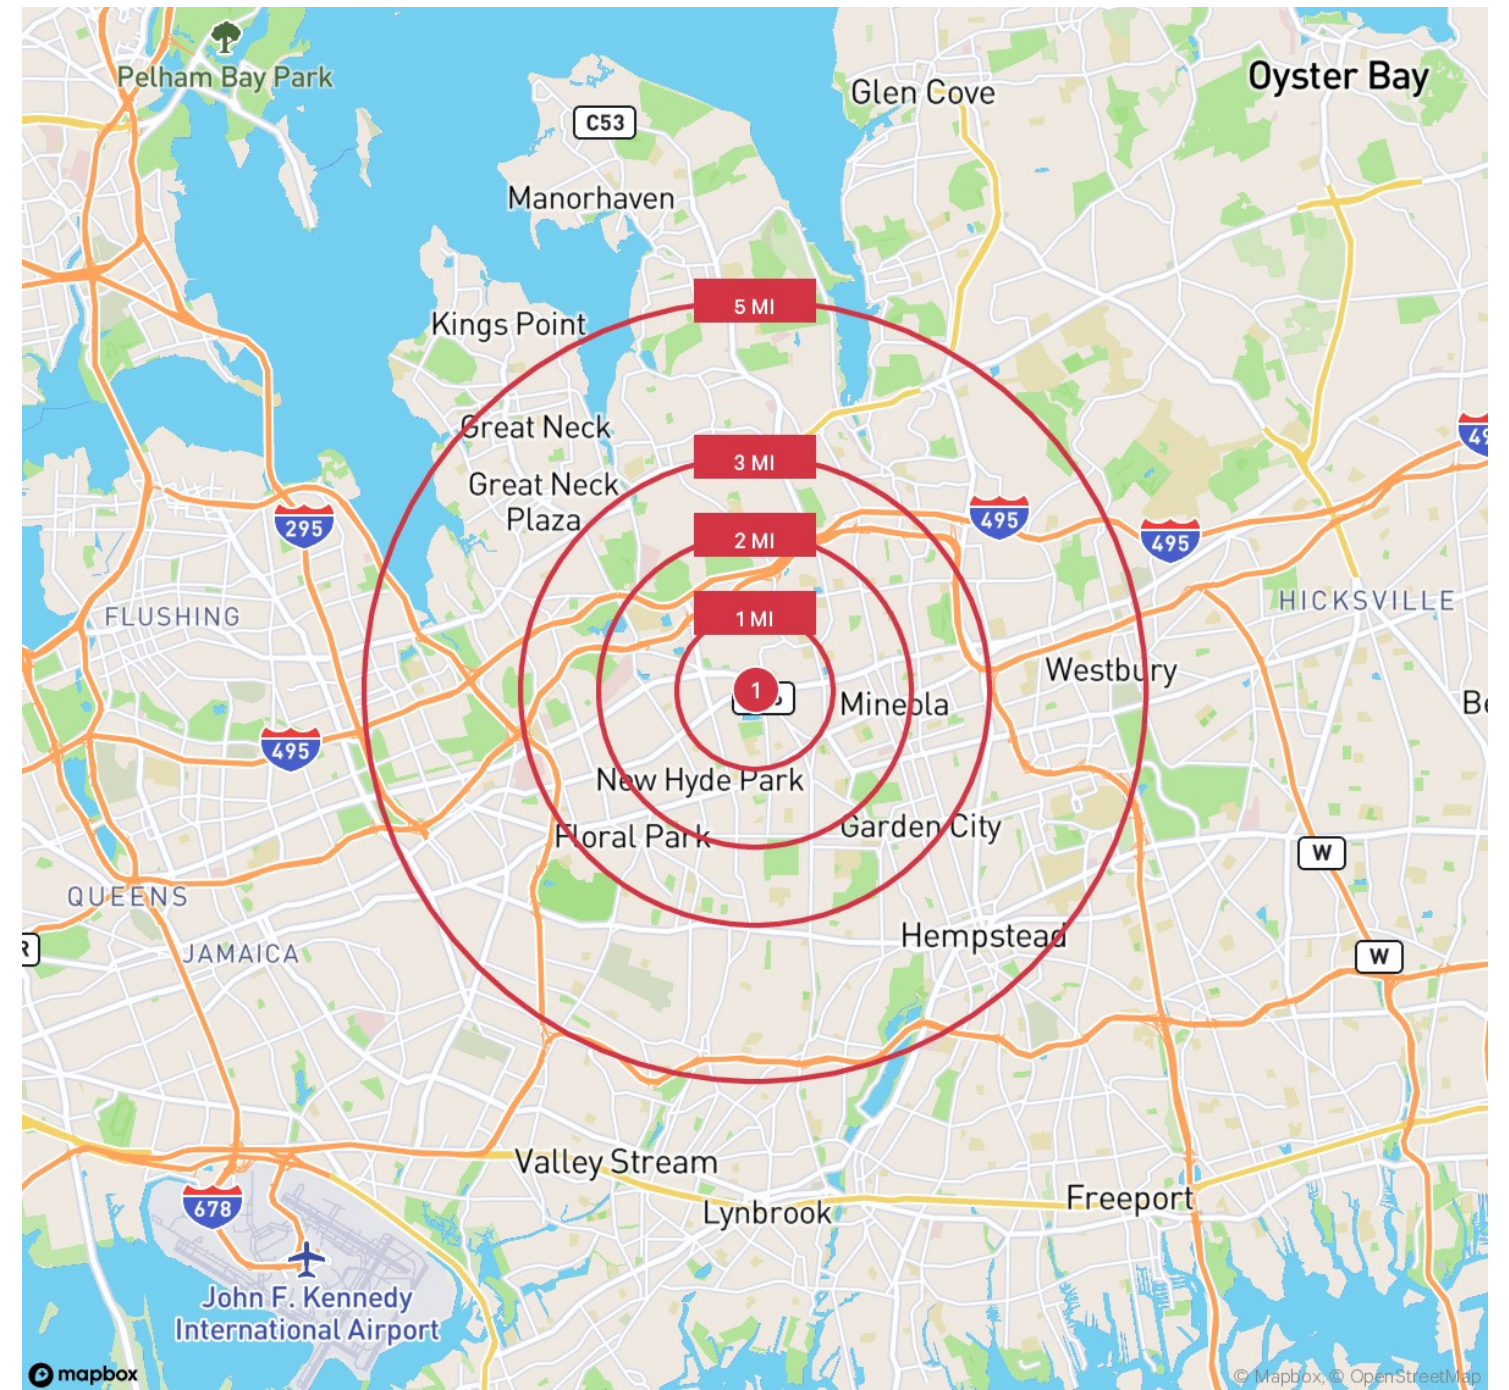 Pelham Bay Park
Glen Cove
Oyster Bay
C53
Manorhaven
5 MI
Kings Point
Great Neck
3 MI
Great Neck
Plaza
495
295
2 MI
495
FLUSHING
1 MI
HICKSVILLE
Westbury
1
Mineola
495
New Hyde Park
Floral Park
Garden City
W
QUEENS
JAMAICA
Hempstead
W
Valley Stream
Lynbrook
Freeport
678
John F. Kennedy
International Airport
mapbox
© Mapbox, © OpenStreetMap